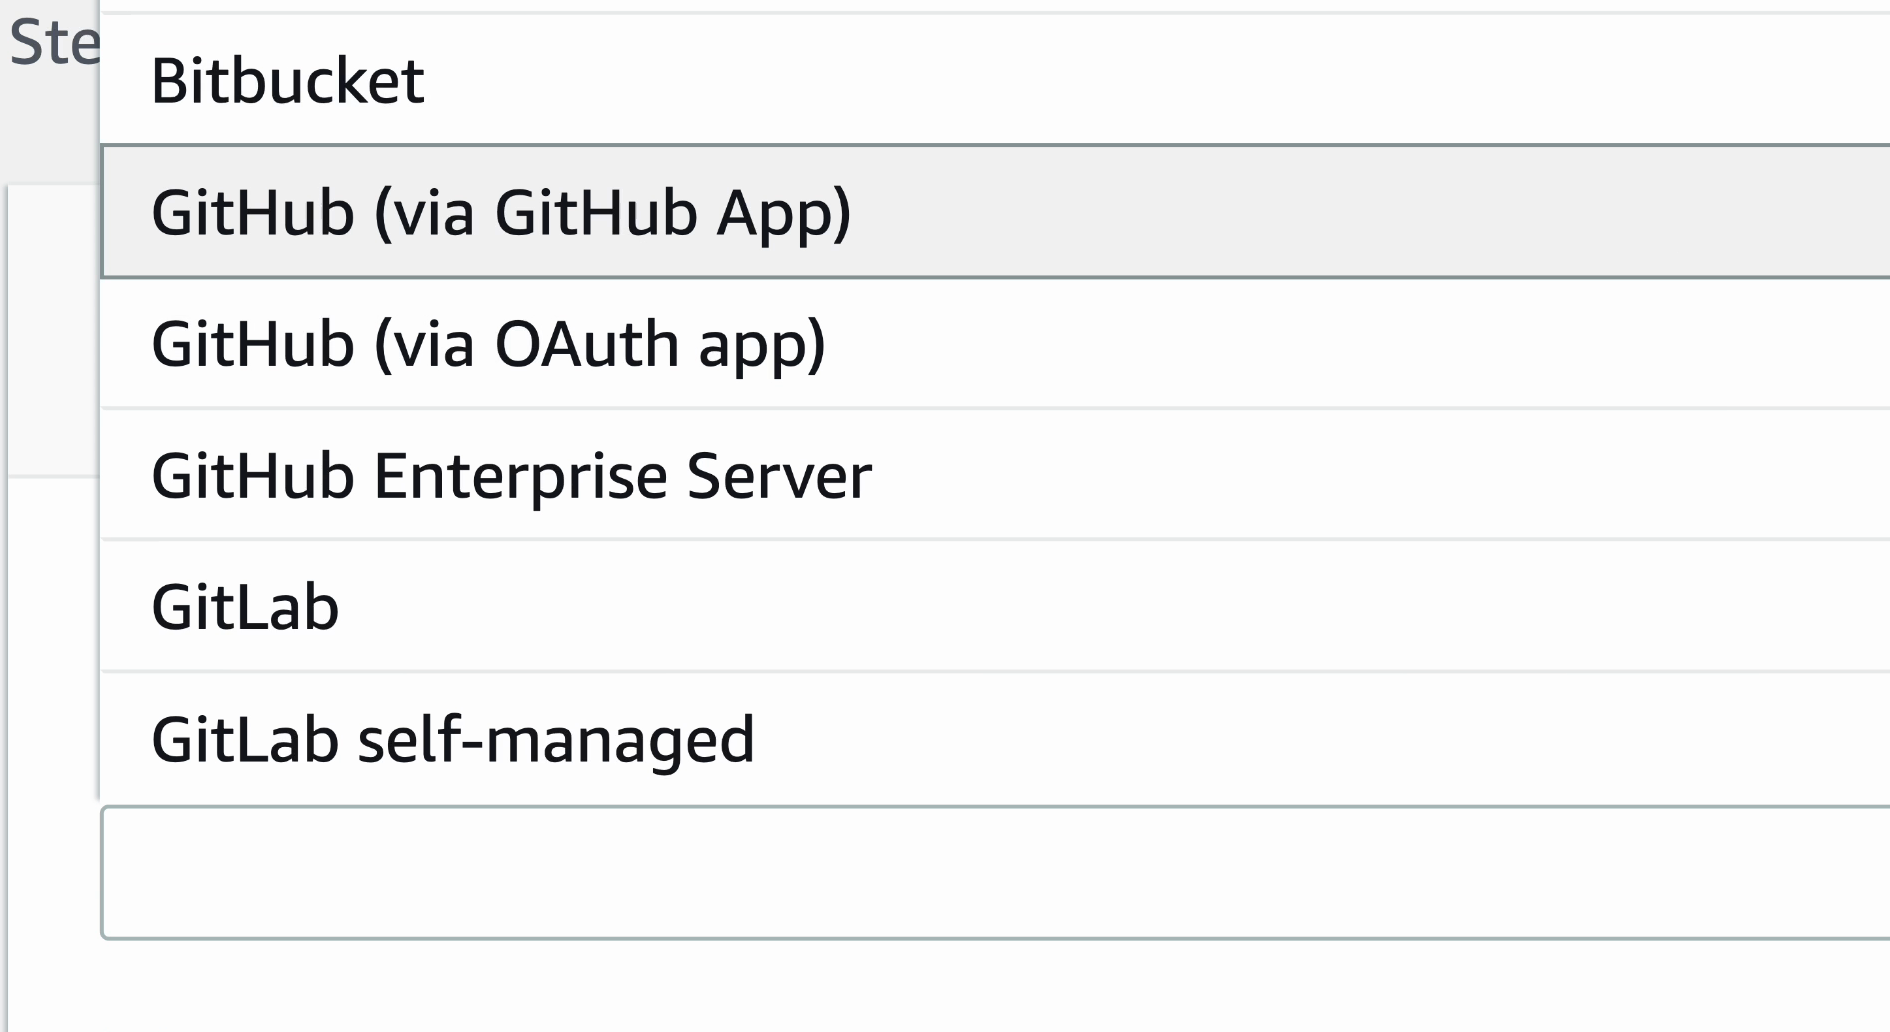 Ste
Bitbucket
GitHub (via GitHub App)
GitHub (via OAuth app)
GitHub Enterprise Server
GitLab
GitLab self-managed